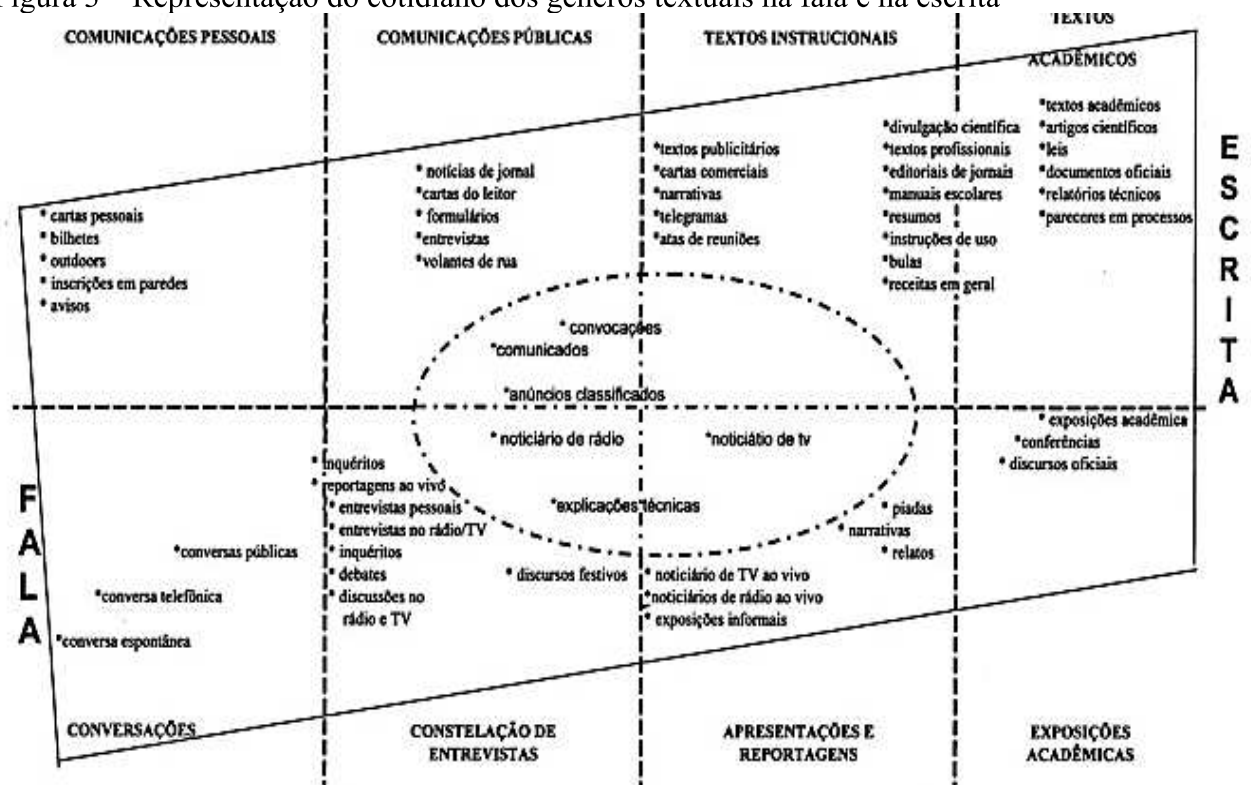 Figura 3 – Representação do cotidiano dos gêneros textuais na fala e na escrita
COMUNICAÇÕES PESSOAIS
COMUNICAÇÕES PÚBLICAS
TEXTOS INSTRUCIONAIS
TEXTOS
ACADÊMICOS
* cartas pessoais
* bilhetes
* outdoors
* inscrições em paredes
* avisos
* notícias de jornal
*cartas do leitor
* formulários
*entrevistas
*volantes de rua
*textos publicitários
*cartas comerciais
*narrativas
*telegramas
*atas de reuniões
*divulgação científica
*textos profissionais
*editoriais de jornais
*manuais escolares
*resumos
*instruções de uso
*bulas
*receitas em geral
*textos acadêmicos
*artigos científicos
*leis
*documentos oficiais
*relatórios técnicos
*pareceres em processos
ESCRITA
*convocações
*comunicados
*anúncios classificados
* noticiário de rádio
*noticiátio de tv
*explicações técnicas
FALA
*conversas públicas
*conversa telefônica
*conversa espontânea
* inquéritos
* reportagens ao vivo
* entrevistas pessoais
* entrevistas no rádio/TV
* inquéritos
* debates
* discussões no
rádio e TV
* discursos festivos
* noticiário de TV ao vivo
*noticiários de rádio ao vivo
* exposições informais
* piadas
* narrativas
* relatos
* exposições acadêmica
*conferências
* discursos oficiais
CONVERSAÇÕES
CONSTELAÇÃO DE
ENTREVISTAS
APRESENTAÇÕES E
REPORTAGENS
EXPOSIÇÕES
ACADÊMICAS